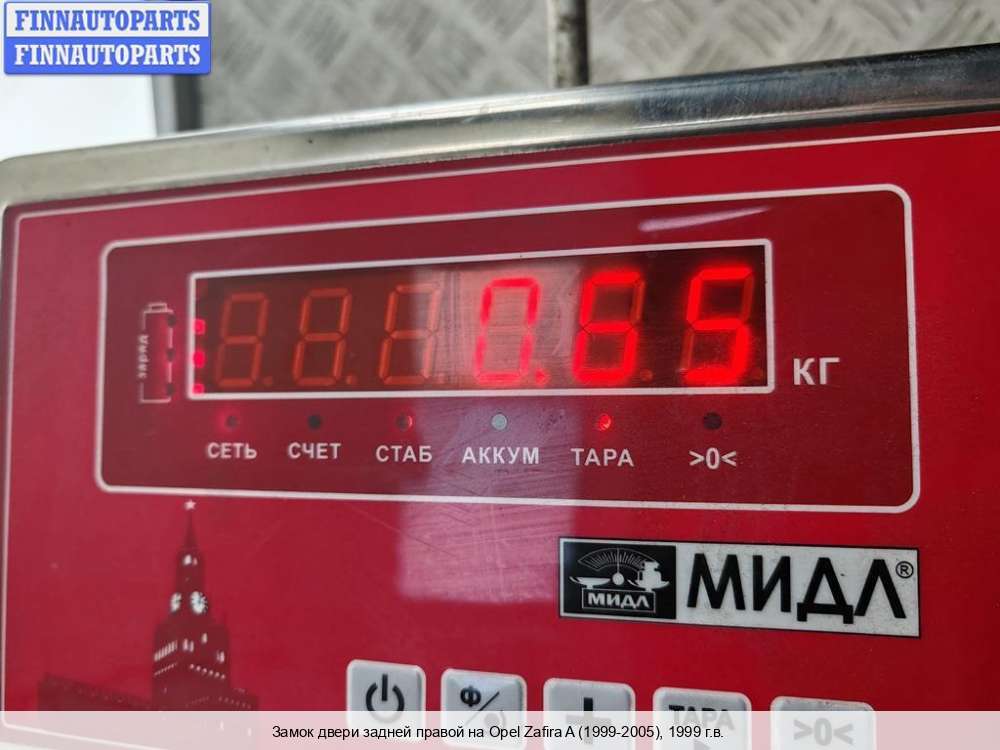 FINNAUTOPARTS
FINNAUTOPARTS
заряд
0.65 КГ
СЕТЬ СЧЕТ СТАБ АККУМ ТАРА >0<
МИДЛ МИДЛ®
Ф ТАРА >0<
Замок двери задней правой на Opel Zafira A (1999-2005), 1999 г.в.